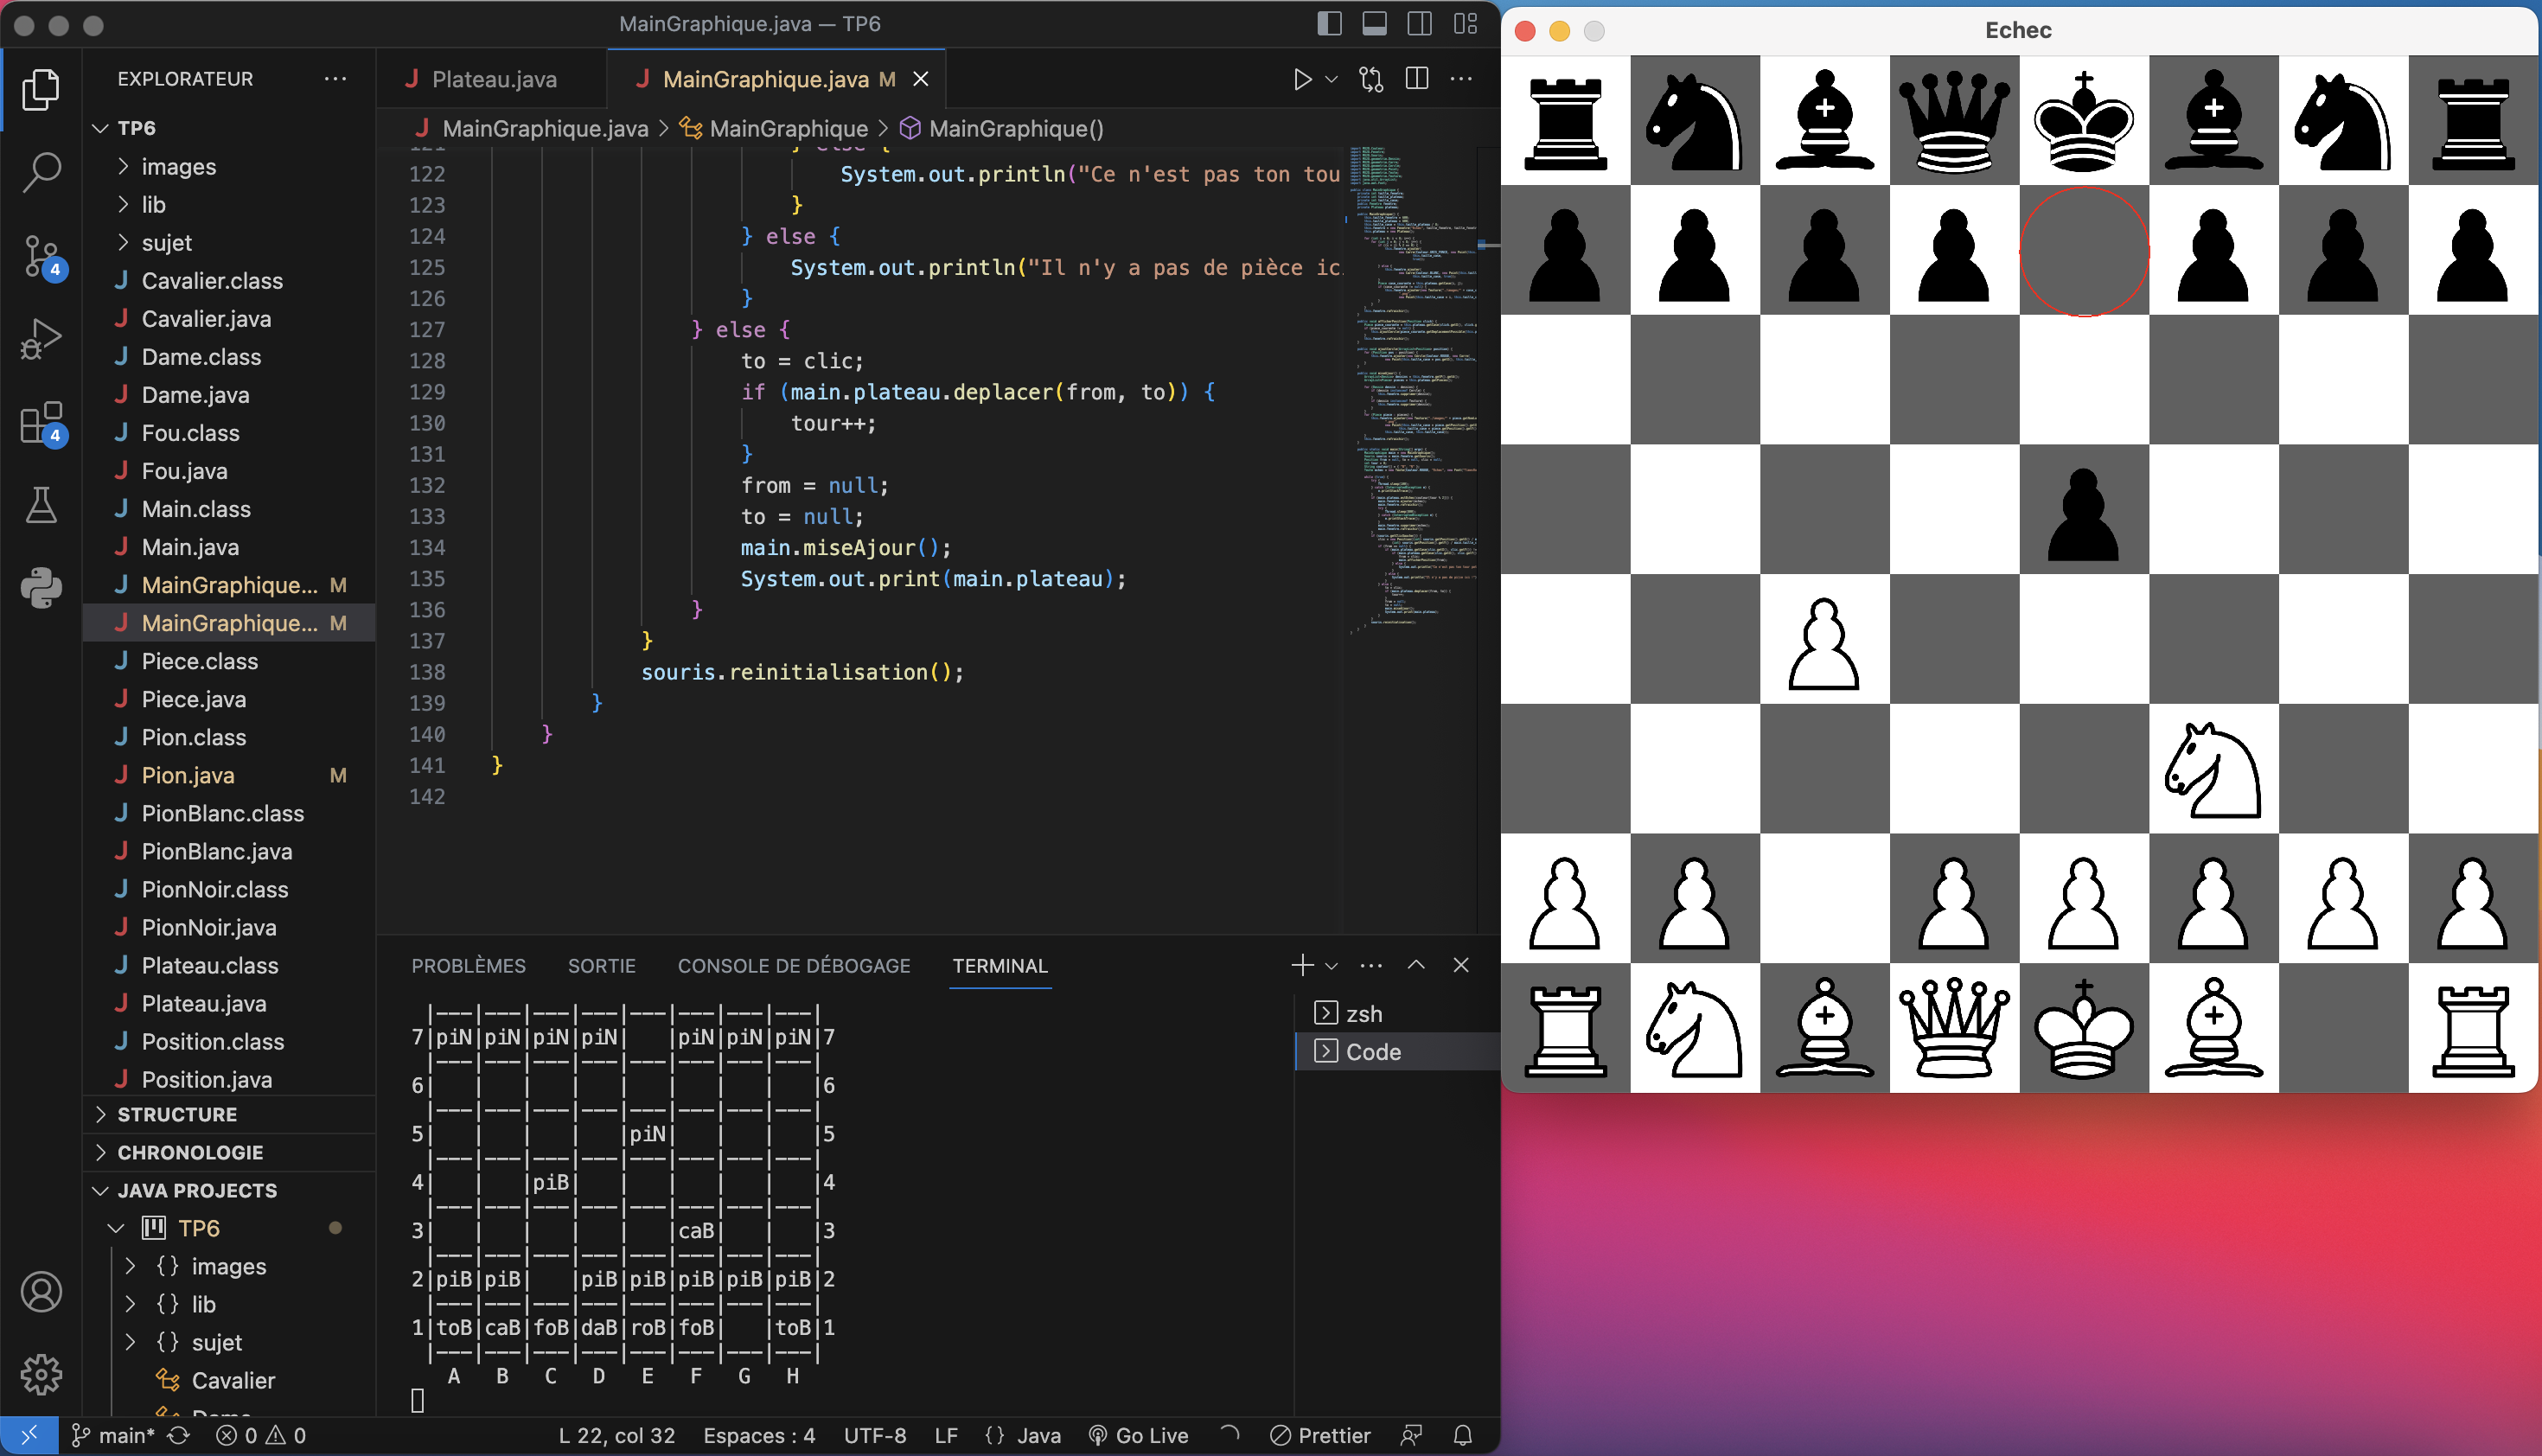 MainGraphique.java — TP6
Echec
EXPLORATEUR
TP6
images
lib
sujet
Cavalier.class
Cavalier.java
Dame.class
Dame.java
Fou.class
Fou.java
Main.class
Main.java
MainGraphique... M
MainGraphique... M
Piece.class
Piece.java
Pion.class
Pion.java M
PionBlanc.class
PionBlanc.java
PionNoir.class
PionNoir.java
Plateau.class
Plateau.java
Position.class
Position.java
STRUCTURE
CHRONOLOGIE
JAVA PROJECTS
TP6
images
lib
sujet
Cavalier
4
4
Plateau.java
MainGraphique.java M
MainGraphique.java > MainGraphique > MainGraphique()
121 } else {
122 System.out.println("Ce n'est pas ton tou
123 }
124 } else {
125 System.out.println("Il n'y a pas de pièce ic
126 }
127 } else {
128 to = clic;
129 if (main.plateau.deplacer(from, to)) {
130 tour++;
131 }
132 from = null;
133 to = null;
134 main.miseAjour();
135 System.out.print(main.plateau);
136 }
137 }
138 souris.reinitialisation();
139 }
140 }
141 }
142
PROBLÈMES SORTIE CONSOLE DE DÉBOGAGE TERMINAL
|---|---|---|---|---|---|---|---|
7|piN|piN|piN|piN|   |piN|piN|piN|7
|---|---|---|---|---|---|---|---|
6|   |   |   |   |   |   |   |   |6
|---|---|---|---|---|---|---|---|
5|   |   |   |   |piN|   |   |   |5
|---|---|---|---|---|---|---|---|
4|   |   |piB|   |   |   |   |   |4
|---|---|---|---|---|---|---|---|
3|   |   |   |   |   |caB|   |   |3
|---|---|---|---|---|---|---|---|
2|piB|piB|   |piB|piB|piB|piB|piB|2
|---|---|---|---|---|---|---|---|
1|toB|caB|foB|daB|roB|foB|   |toB|1
|---|---|---|---|---|---|---|---|
A B C D E F G H
zsh
Code
main* 0 0 L 22, col 32 Espaces : 4 UTF-8 LF {} Java Go Live Prettier